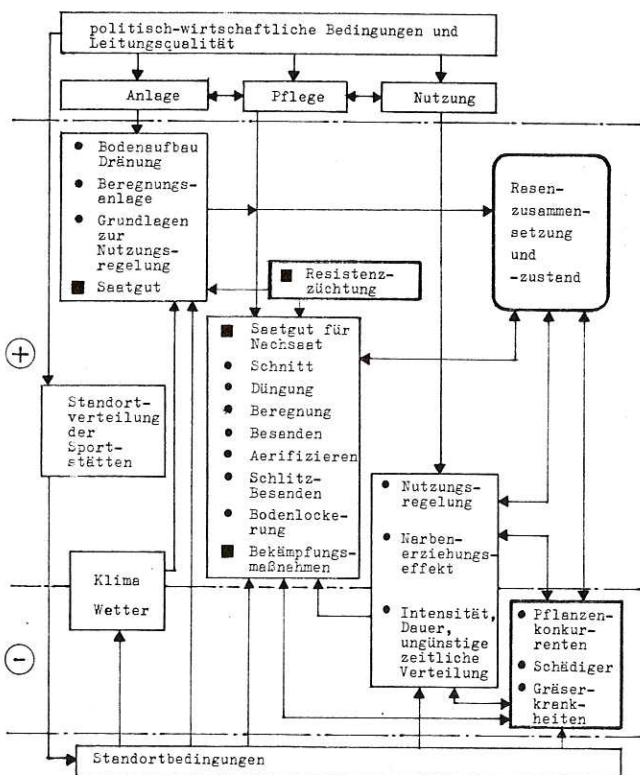 politisch-wirtschaftliche Bedingungen und
Leitungsqualität
Anlage
Pflege
Nutzung
Bodenaufbau
Dränung
Beregnungs-
anlage
Grundlagen
zur
Nutzungs-
regelung
Saatgut
Rasen-
zusammen-
setzung
und
-zustand
Resistenz-
züchtung
Saatgut für
Nachsaat
Schnitt
Düngung
Beregnung
Besanden
Aerifizieren
Schlitz-
Besanden
Bodenlocke-
rung
Bekämpfungs-
maßnahmen
+
Standort-
verteilung
der
Sport-
stätten
Nutzungs-
regelung
Narben-
erziehungs-
effekt
Intensität,
Dauer,
ungünstige
zeitliche
Verteilung
Klima
Wetter
Pflanzen-
konkur-
renten
Schädiger
Gräser-
krank-
heiten
-
Standortbedingungen